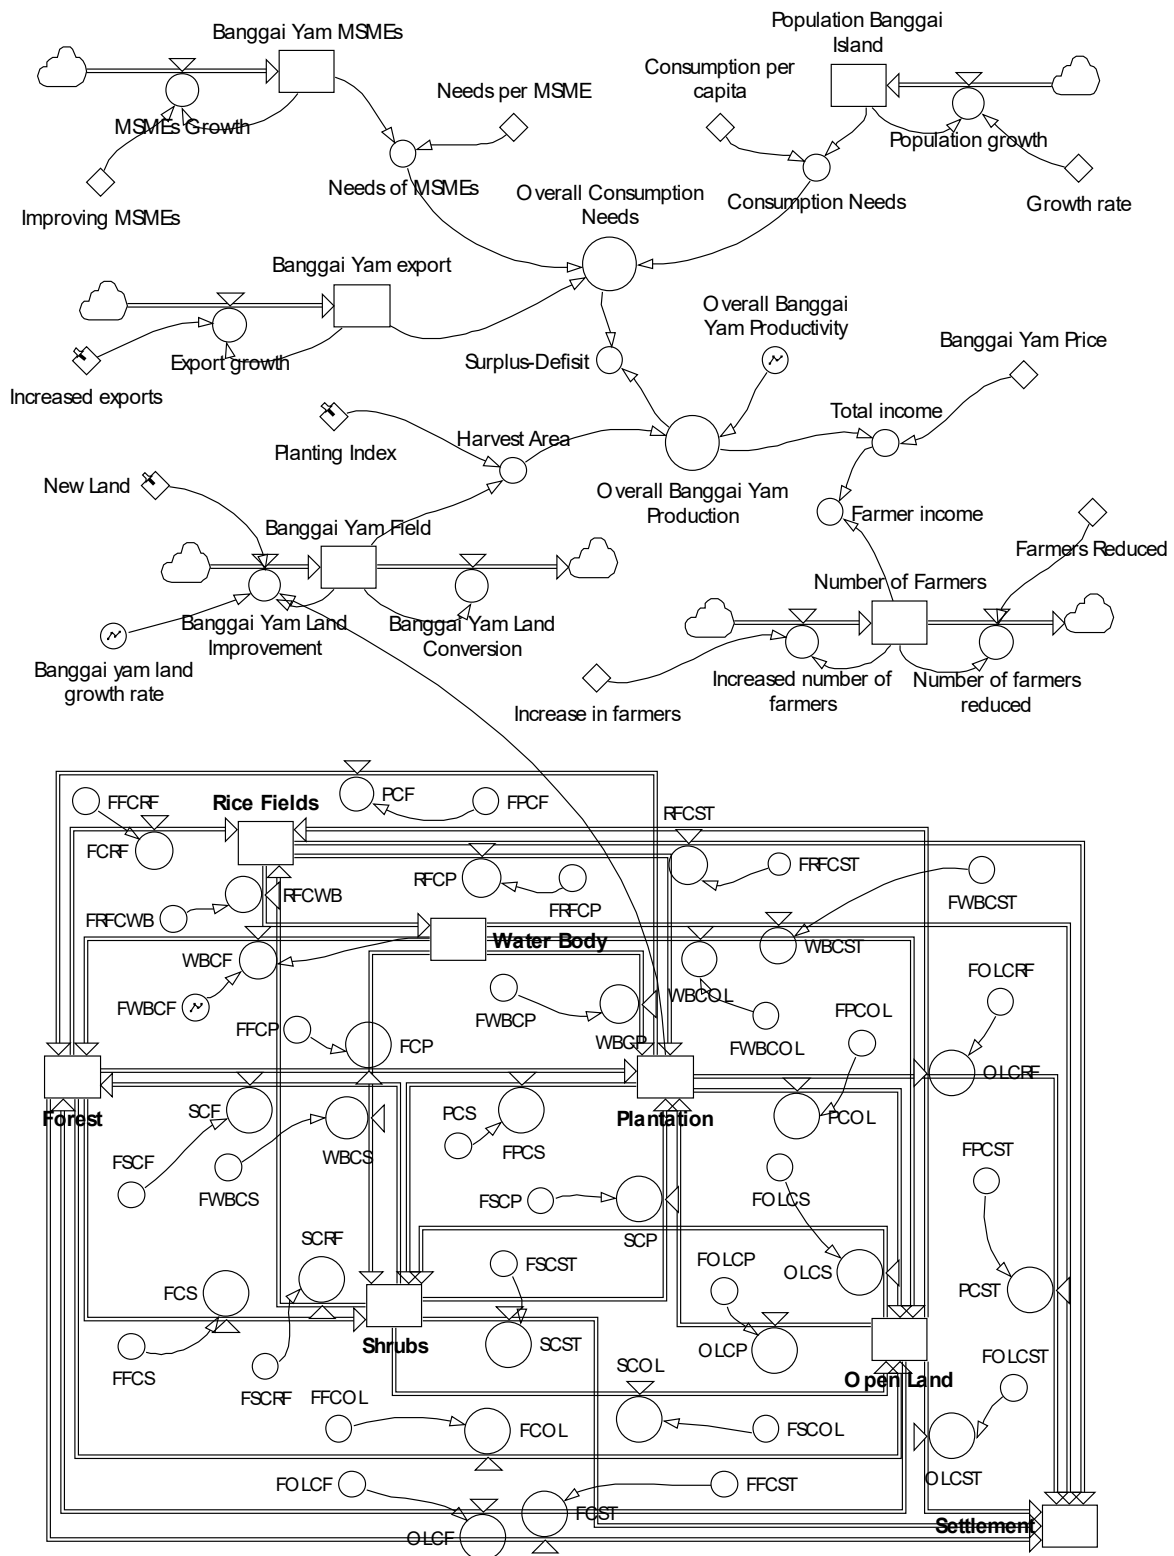 Banggai Yam MSMEs
Population Banggai
Island
Consumption per
capita
Needs per MSME
MSMEs Growth
Population growth
Needs of MSMEs
Overall Consumption
Needs
Consumption Needs
Improving MSMEs
Growth rate
Banggai Yam export
Overall Banggai
Yam Productivity
Banggai Yam Price
Export growth
Surplus-Defisit
Increased exports
Total income
Harvest Area
Planting Index
New Land
Overall Banggai Yam
Production
Farmer income
Banggai Yam Field
Farmers Reduced
Number of Farmers
Banggai Yam Land
Improvement
Banggai Yam Land
Conversion
Banggai yam land
growth rate
Increased number of
farmers
Number of farmers
reduced
Increase in farmers
FFCRF
Rice Fields
PCF
FPCF
RFCST
FCRF
RFCP
FRFCST
RFCWB
FRFCP
FWBCST
FRFCWB
Water Body
WBCST
WBCF
FOLCRF
WBCOL
FWBCF
FWBCP
FPCOL
FFCP
WBCP
FCP
FWBCOL
OLCRF
Forest
SCF
PCS
Plantation
PCOL
WBCS
FPCS
FPCST
FSCF
FWBCS
FOLCS
FSCP
SCP
SCRF
FSCST
FOLCP
OLCS
FCS
PCST
Shrubs
SCST
OLCP
FOLCST
FFCS
SCOL
Open Land
FSCRF
FFCOL
FCOL
FSCOL
OLCST
FOLCF
FFCST
FCST
Settlement
OLCF